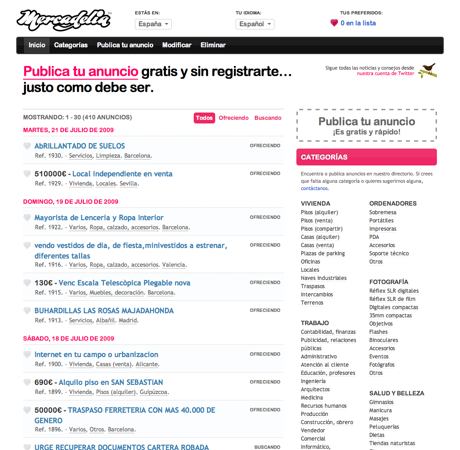 Mercadelia
ESTÁS EN:
España
TU IDIOMA:
Español
TUS PREFERIDOS:
0 en la lista
Inicio Categorías Publica tu anuncio Modificar Eliminar
Publica tu anuncio gratis y sin registrarte...
justo como debe ser.
Sigue todas las noticias y consejos desde
nuestra cuenta de Twitter
MOSTRANDO: 1 - 30 (410 ANUNCIOS)
Todos Ofreciendo Buscando
MARTES, 21 DE JULIO DE 2009
ABRILLANTADO DE SUELOS OFRECIENDO
Ref. 1930. - Servicios, Limpieza. Barcelona.
510000€ - Local independiente en venta OFRECIENDO
Ref. 1929. - Vivienda, Locales. Sevilla.
DOMINGO, 19 DE JULIO DE 2009
Mayorista de Lenceria y Ropa Interior OFRECIENDO
Ref. 1922. - Varios, Ropa, calzado, accesorios. Barcelona.
vendo vestidos de dia, de fiesta,minivestidos a estrenar, OFRECIENDO
diferentes tallas
Ref. 1916. - Varios, Ropa, calzado, accesorios. Valencia.
130€ - Venc Escala Telescòpica Plegable nova OFRECIENDO
Ref. 1915. - Varios, Muebles, decoración. Barcelona.
BUHARDILLAS LAS ROSAS MAJADAHONDA OFRECIENDO
Ref. 1913. - Servicios, Albañil. Madrid.
SÁBADO, 18 DE JULIO DE 2009
Internet en tu campo o urbanizacion OFRECIENDO
Ref. 1900. - Vivienda, Casas (venta). Alicante.
690€ - Alquilo piso en SAN SEBASTIAN OFRECIENDO
Ref. 1899. - Vivienda, Pisos (alquiler). Guipúzcoa.
50000€ - TRASPASO FERRETERIA CON MAS 40.000 DE OFRECIENDO
GENERO
Ref. 1896. - Varios, Otros. Barcelona.
URGE RECUPERAR DOCUMENTOS CARTERA ROBADA BUSCANDO
Publica tu anuncio
¡Es gratis y rápido!
CATEGORÍAS
Encuentra o publica anuncios en nuestro directorio. Si crees
que falta alguna categoría o quieres sugerirnos alguna,
contáctanos.
VIVIENDA
Pisos (alquiler)
Pisos (venta)
Pisos (compartir)
Casas (alquiler)
Casas (venta)
Plazas de parking
Oficinas
Locales
Naves industriales
Traspasos
Intercambios
Terrenos
TRABAJO
Contabilidad, finanzas
Publicidad, relaciones
públicas
Administrativo
Atención al cliente
Educación, profesores
Ingeniería
Arquitectos
Medicina
Recursos humanos
Producción
Construcción, obrero
Vendedor
Comercial
Informático,
ORDENADORES
Sobremesa
Portátiles
Impresoras
PDA
Accesorios
Soporte técnico
Otros
FOTOGRAFÍA
Réflex SLR digitales
Réflex SLR de film
Digitales compactas
35mm compactas
Objetivos
Flashes
Binoculares
Accesorios
Eventos
Fotógrafos
Otros
SALUD Y BELLEZA
Gimnasios
Manicura
Masajes
Peluquerías
Dietas
Tiendas naturistas